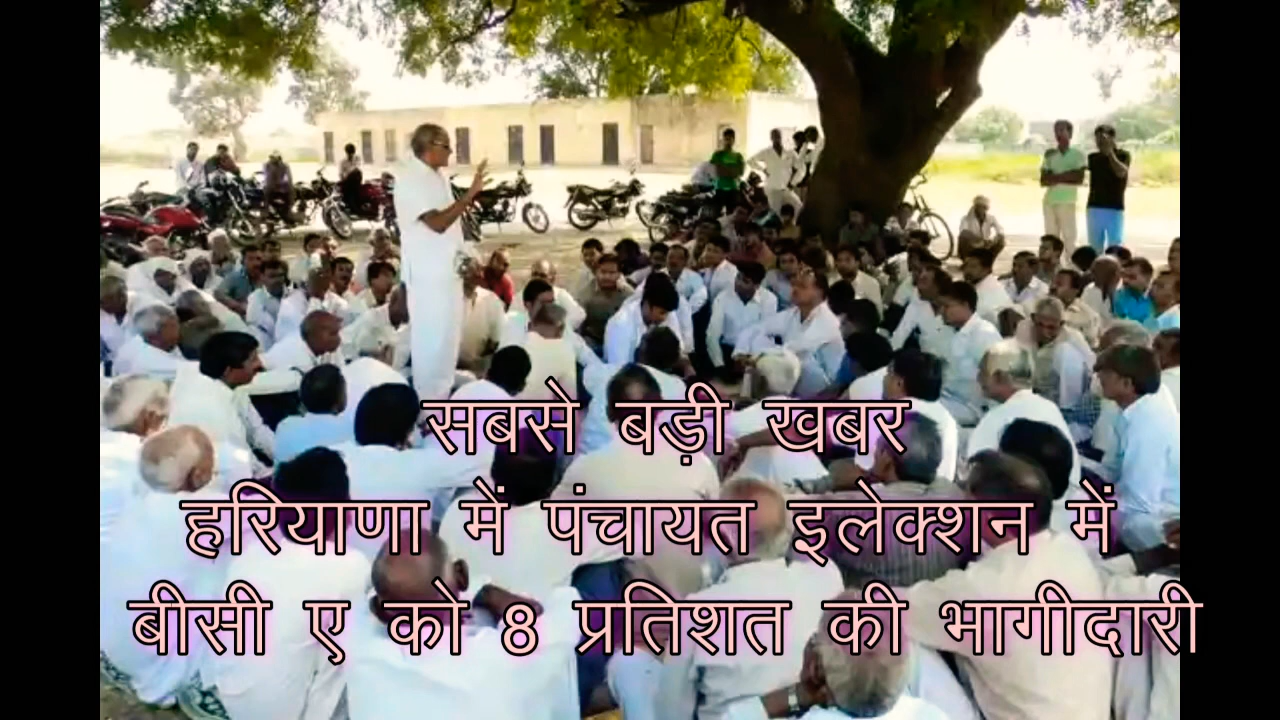 सबसे बड़ी खबर
हरियाणा में पंचायत इलेक्शन में
बीसी ए को 8 प्रतिशत की भागीदारी